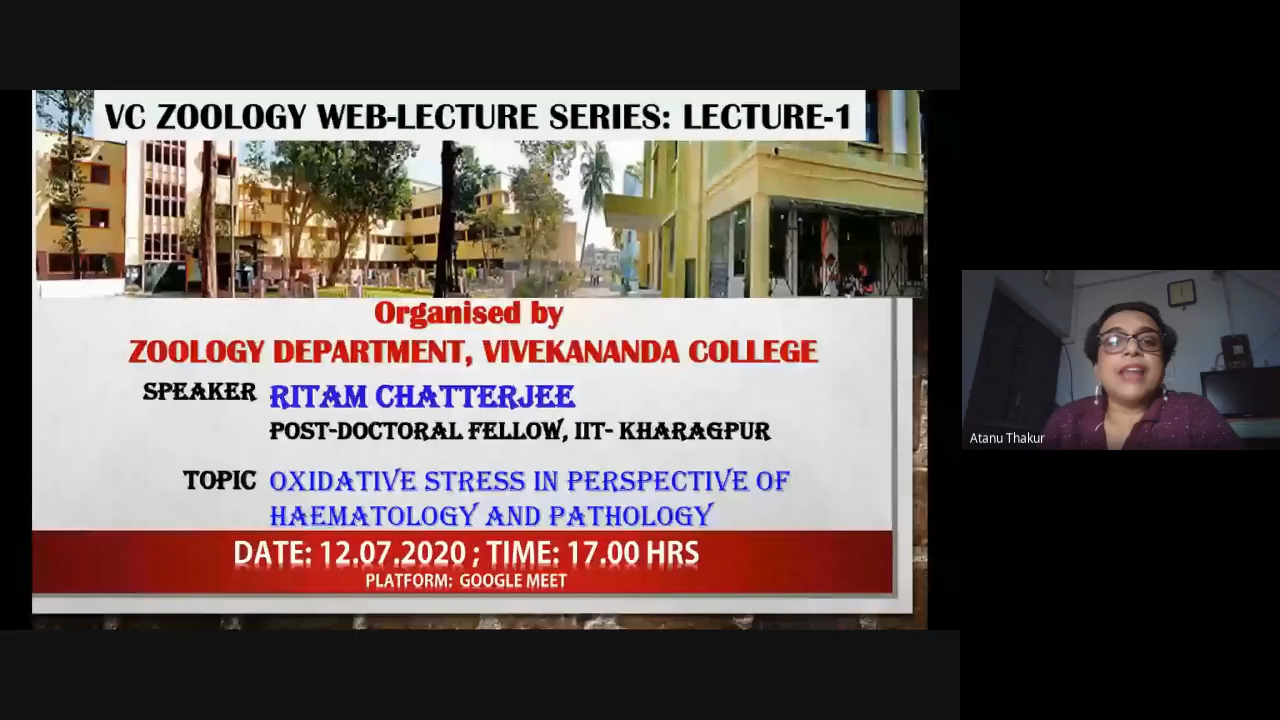 VC ZOOLOGY WEB-LECTURE SERIES: LECTURE-1
Organised by
ZOOLOGY DEPARTMENT, VIVEKANANDA COLLEGE
SPEAKER RITAM CHATTERJEE
POST-DOCTORAL FELLOW, IIT- KHARAGPUR
TOPIC OXIDATIVE STRESS IN PERSPECTIVE OF
HAEMATOLOGY AND PATHOLOGY
DATE: 12.07.2020 ; TIME: 17.00 HRS
PLATFORM: GOOGLE MEET
Atanu Thakur